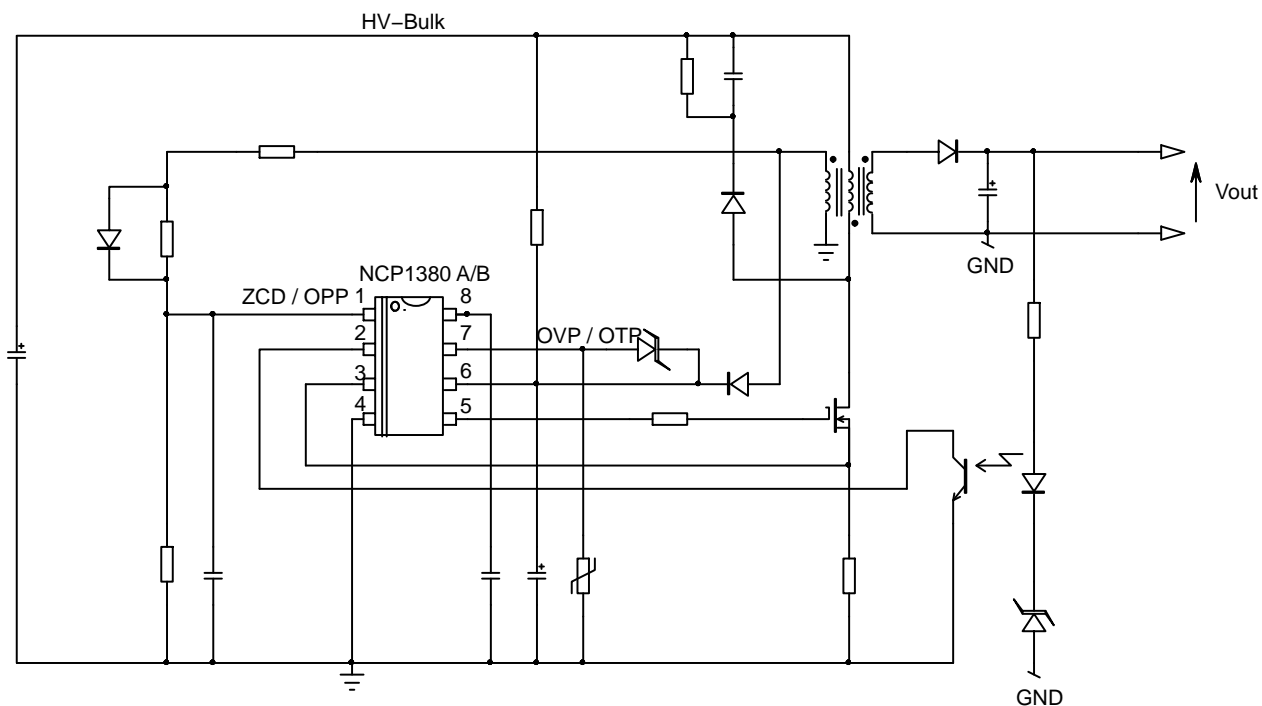 HV–Bulk
Vout
GND
NCP1380 A/B
ZCD / OPP 1
8
2
7
OVP / OTP
3
6
4
5
GND